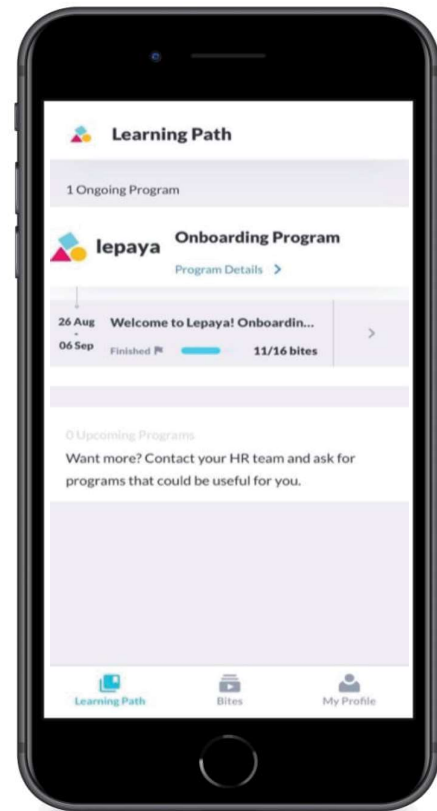 Learning Path
1 Ongoing Program
lepaya
Onboarding Program
Program Details >
26 Aug
-
06 Sep
Welcome to Lepaya! Onboardin...
Finished
11/16 bites
>
0 Upcoming Programs
Want more? Contact your HR team and ask for
programs that could be useful for you.
Learning Path
Bites
My Profile